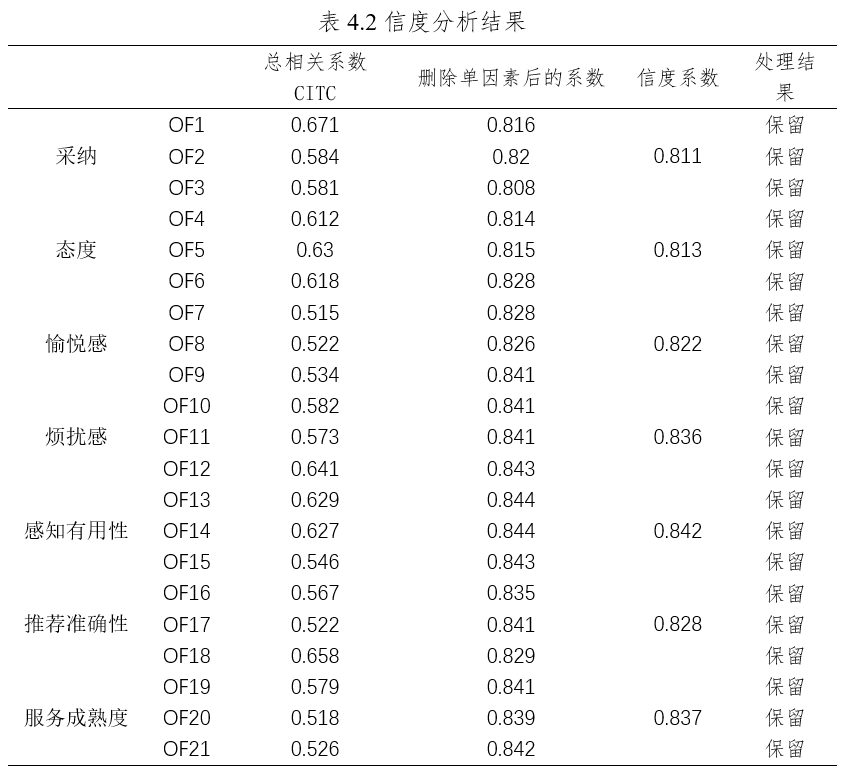 表 4.2 信度分析结果
总相关系数 CITC 删除单因素后的系数 信度系数 处理结果
OF1 0.671 0.816 保留
采纳 OF2 0.584 0.82 0.811 保留
OF3 0.581 0.808 保留
OF4 0.612 0.814 保留
态度 OF5 0.63 0.815 0.813 保留
OF6 0.618 0.828 保留
OF7 0.515 0.828 保留
愉悦感 OF8 0.522 0.826 0.822 保留
OF9 0.534 0.841 保留
OF10 0.582 0.841 保留
烦扰感 OF11 0.573 0.841 0.836 保留
OF12 0.641 0.843 保留
OF13 0.629 0.844 保留
感知有用性 OF14 0.627 0.844 0.842 保留
OF15 0.546 0.843 保留
OF16 0.567 0.835 保留
推荐准确性 OF17 0.522 0.841 0.828 保留
OF18 0.658 0.829 保留
OF19 0.579 0.841 保留
服务成熟度 OF20 0.518 0.839 0.837 保留
OF21 0.526 0.842 保留